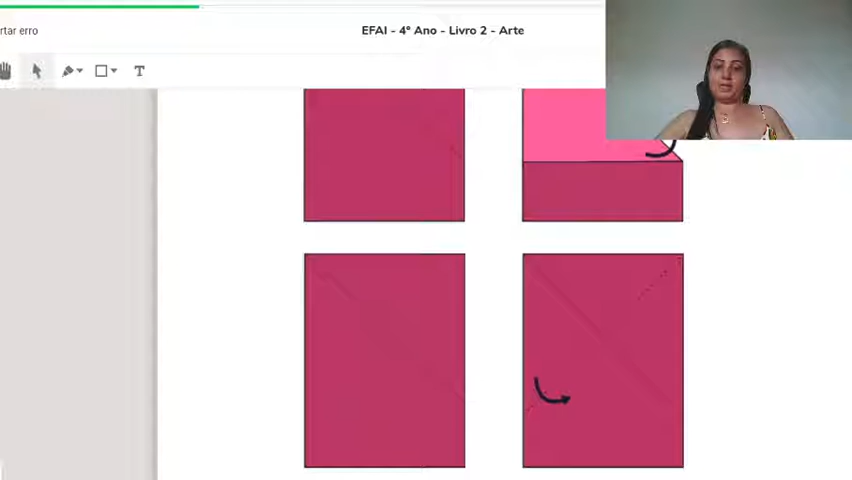 rtar erro
EFAI - 4º Ano - Livro 2 - Arte
T